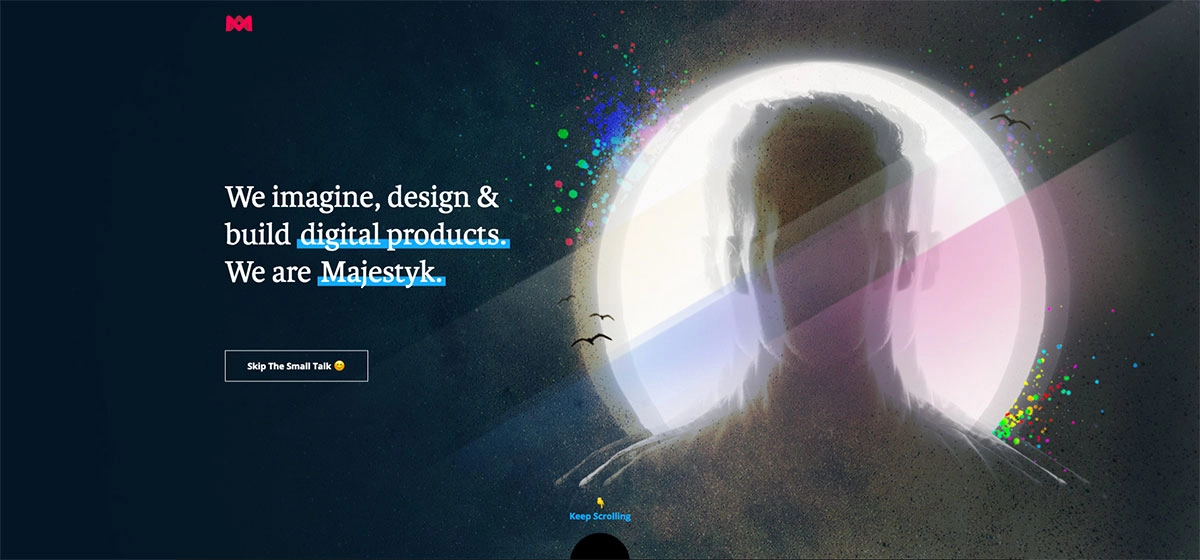 We imagine, design &
build digital products.
We are Majestyk.
Skip The Small Talk 😊
👇
Keep Scrolling